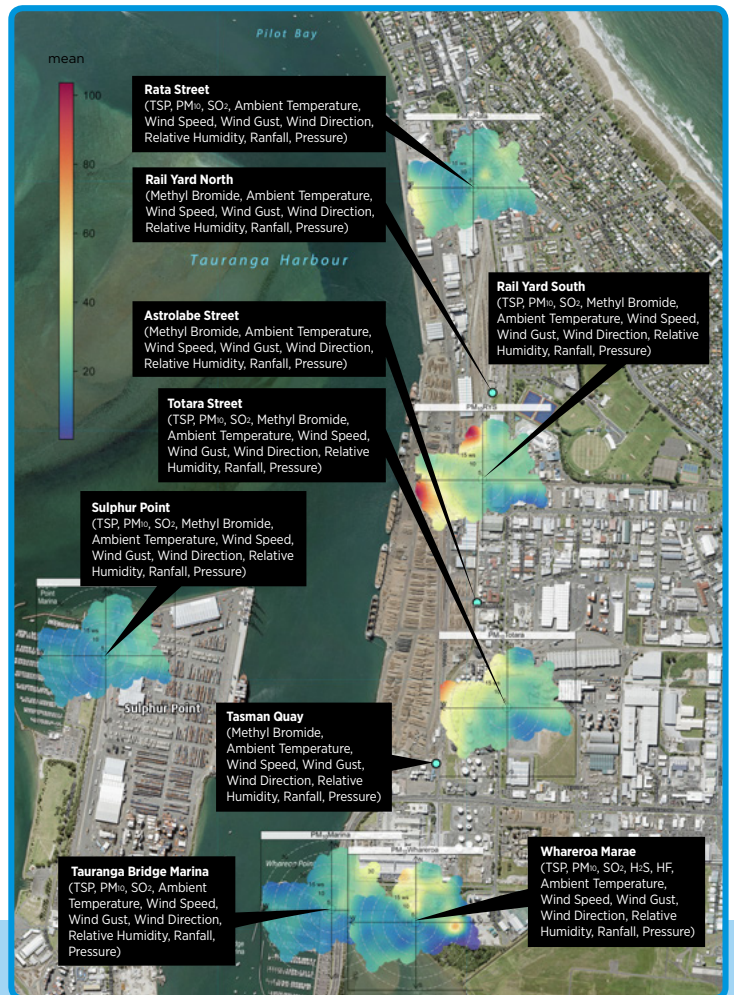 Pilot Bay
mean
100
80
60
40
20
Rata Street
(TSP, PM10, SO2, Ambient Temperature,
Wind Speed, Wind Gust, Wind Direction,
Relative Humidity, Ranfall, Pressure)
Rail Yard North
(Methyl Bromide, Ambient Temperature,
Wind Speed, Wind Gust, Wind Direction,
Relative Humidity, Ranfall, Pressure)
Tauranga Harbour
Rail Yard South
(TSP, PM10, SO2, Methyl Bromide,
Ambient Temperature, Wind Speed,
Wind Gust, Wind Direction, Relative
Humidity, Ranfall, Pressure)
Astrolabe Street
(Methyl Bromide, Ambient Temperature,
Wind Speed, Wind Gust, Wind Direction,
Relative Humidity, Ranfall, Pressure)
Totara Street
(TSP, PM10, SO2, Methyl Bromide,
Ambient Temperature, Wind Speed,
Wind Gust, Wind Direction, Relative
Humidity, Ranfall, Pressure)
Sulphur Point
(TSP, PM10, SO2, Methyl Bromide,
Ambient Temperature, Wind Speed,
Wind Gust, Wind Direction, Relative
Humidity, Ranfall, Pressure)
Point
Marina
Sulphur Point
Tasman Quay
(Methyl Bromide,
Ambient Temperature,
Wind Speed, Wind Gust,
Wind Direction, Relative
Humidity, Ranfall, Pressure)
Whareroa Point
Tauranga Bridge Marina
(TSP, PM10, SO2, Ambient
Temperature, Wind Speed,
Wind Gust, Wind Direction,
Relative Humidity, Ranfall,
Pressure)
Whareroa Marae
(TSP, PM10, SO2, H2S, HF,
Ambient Temperature,
Wind Speed, Wind Gust,
Wind Direction, Relative
Humidity, Ranfall, Pressure)